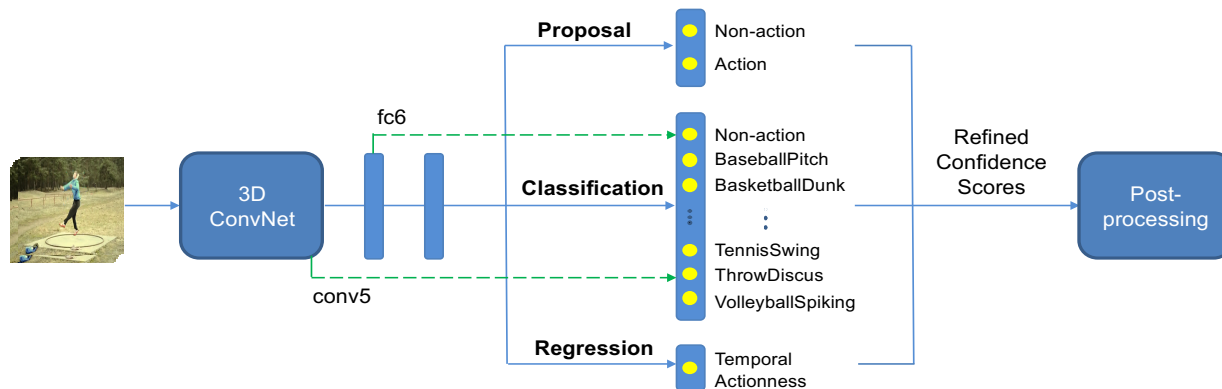 Proposal
Non-action
Action
fc6
Non-action
BaseballPitch
BasketballDunk
Classification
3D
ConvNet
TennisSwing
ThrowDiscus
VolleyballSpiking
conv5
Regression
Temporal
Actionness
Refined
Confidence
Scores
Post-
processing